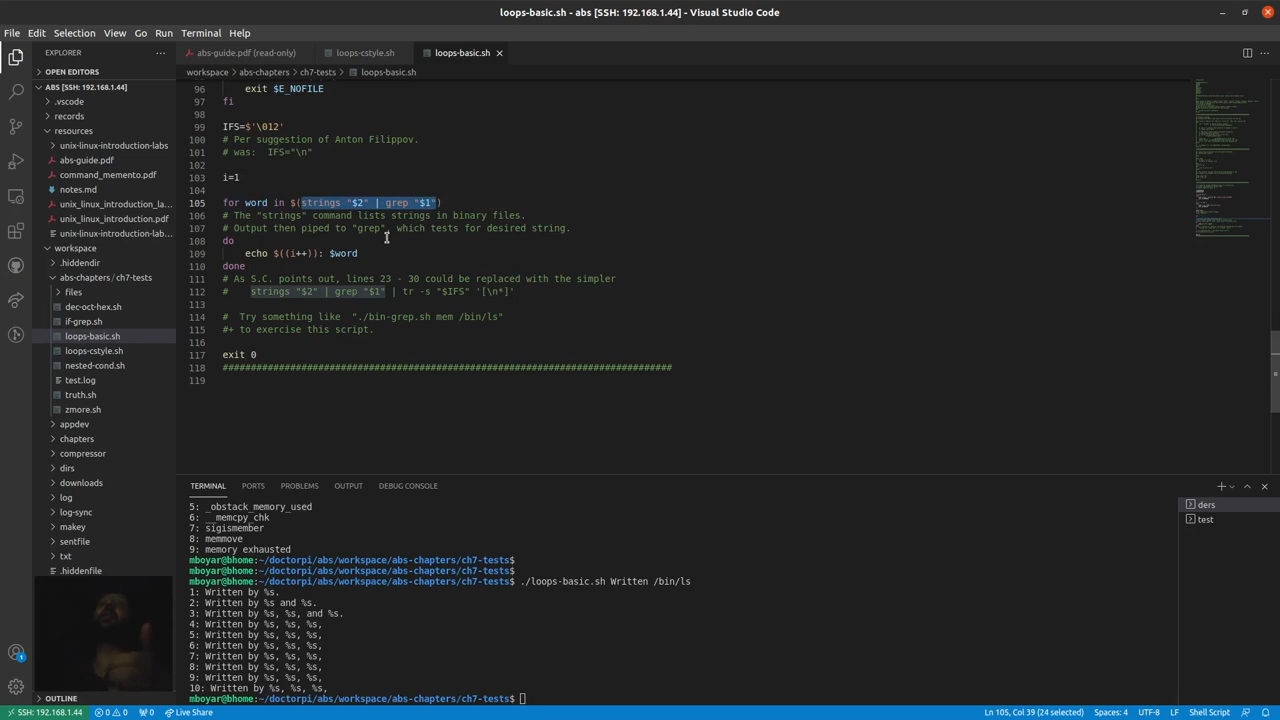 loops-basic.sh - abs [SSH: 192.168.1.44] - Visual Studio Code
File Edit Selection View Go Run Terminal Help
EXPLORER
abs-guide.pdf (read-only)
loops-cstyle.sh
loops-basic.sh
OPEN EDITORS
workspace > abs-chapters > ch7-tests > loops-basic.sh
ABS [SSH: 192.168.1.44]
.vscode
records
resources
unix-linux-introduction-labs
abs-guide.pdf
command_memento.pdf
notes.md
unix_linux_introduction_la...
unix_linux_introduction.pdf
unix-linux-introduction-lab...
workspace
.hiddendir
abs-chapters / ch7-tests
files
dec-oct-hex.sh
if-grep.sh
loops-basic.sh
loops-cstyle.sh
nested-cond.sh
test.log
truth.sh
zmore.sh
appdev
chapters
compressor
dirs
downloads
log
log-sync
makey
sentfile
txt
.hiddenfile
OUTLINE
96 exit $E_NOFILE
97 fi
98
99 IFS=$'\012'
100 # Per suggestion of Anton Filippov.
101 # was:  IFS="\n"
102
103 i=1
104
105 for word in $(strings "$2" | grep "$1")
106 # The "strings" command lists strings in binary files.
107 # Output then piped to "grep", which tests for desired string.
108 do
109 echo $((i++)): $word
110 done
111 # As S.C. points out, lines 23 - 30 could be replaced with the simpler
112 #    strings "$2" | grep "$1" | tr -s "$IFS" '[\n*]'
113
114 #  Try something like  "./bin-grep.sh mem /bin/ls"
115 #+ to exercise this script.
116
117 exit 0
118 ################################################################################
119
TERMINAL PORTS PROBLEMS OUTPUT DEBUG CONSOLE
5: _obstack_memory_used
6: __memcpy_chk
7: sigismember
8: memmove
9: memory exhausted
mboyar@bhome:~/doctorpi/abs/workspace/abs-chapters/ch7-tests$
mboyar@bhome:~/doctorpi/abs/workspace/abs-chapters/ch7-tests$
mboyar@bhome:~/doctorpi/abs/workspace/abs-chapters/ch7-tests$ ./loops-basic.sh Written /bin/ls
1: Written by %s.
2: Written by %s and %s.
3: Written by %s, %s, and %s.
4: Written by %s, %s, %s,
5: Written by %s, %s, %s,
6: Written by %s, %s, %s,
7: Written by %s, %s, %s,
8: Written by %s, %s, %s,
9: Written by %s, %s, %s,
10: Written by %s, %s, %s,
mboyar@bhome:~/doctorpi/abs/workspace/abs-chapters/ch7-tests$
ders
test
SSH: 192.168.1.44 0 0 0 Live Share Ln 105, Col 39 (24 selected) Spaces: 4 UTF-8 LF Shell Script